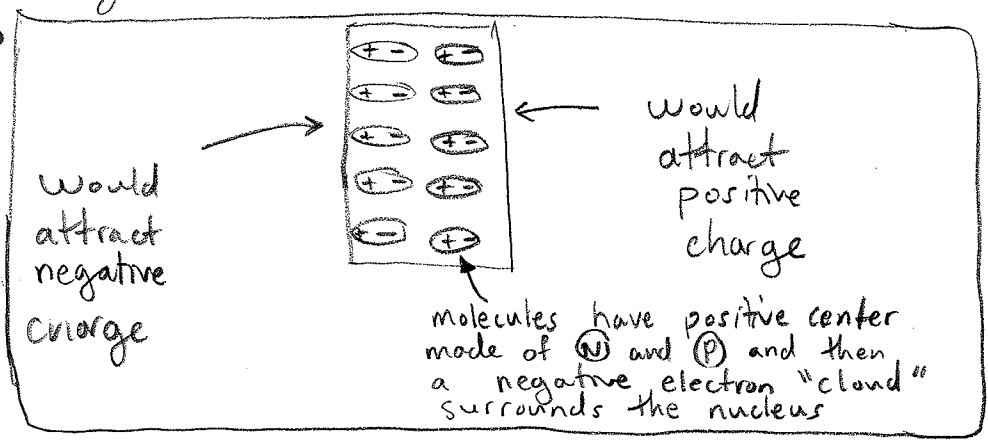 + - + -
+ - + -
+ - + -
+ - + -
+ - + -
would
attract
negative
charge
would
attract
positive
charge
molecules have positive center
made of N and P and then
a negative electron "cloud"
surrounds the nucleus